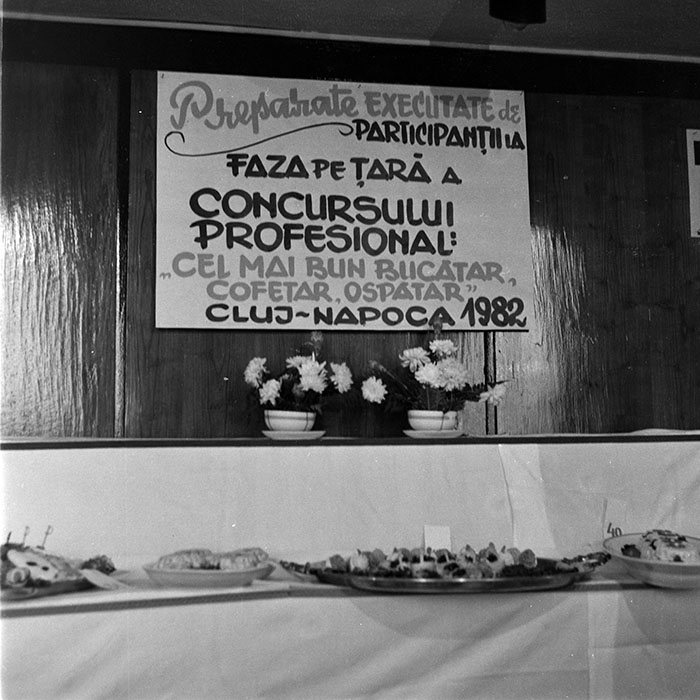 Preparate EXECUTATE de
PARTICIPANȚII LA
FAZA PE ȚARĂ A
CONCURSULUI
PROFESIONAL:
„CEL MAI BUN BUCĂTAR,
COFETAR, OSPĂTAR”
CLUJ-NAPOCA 1982
40